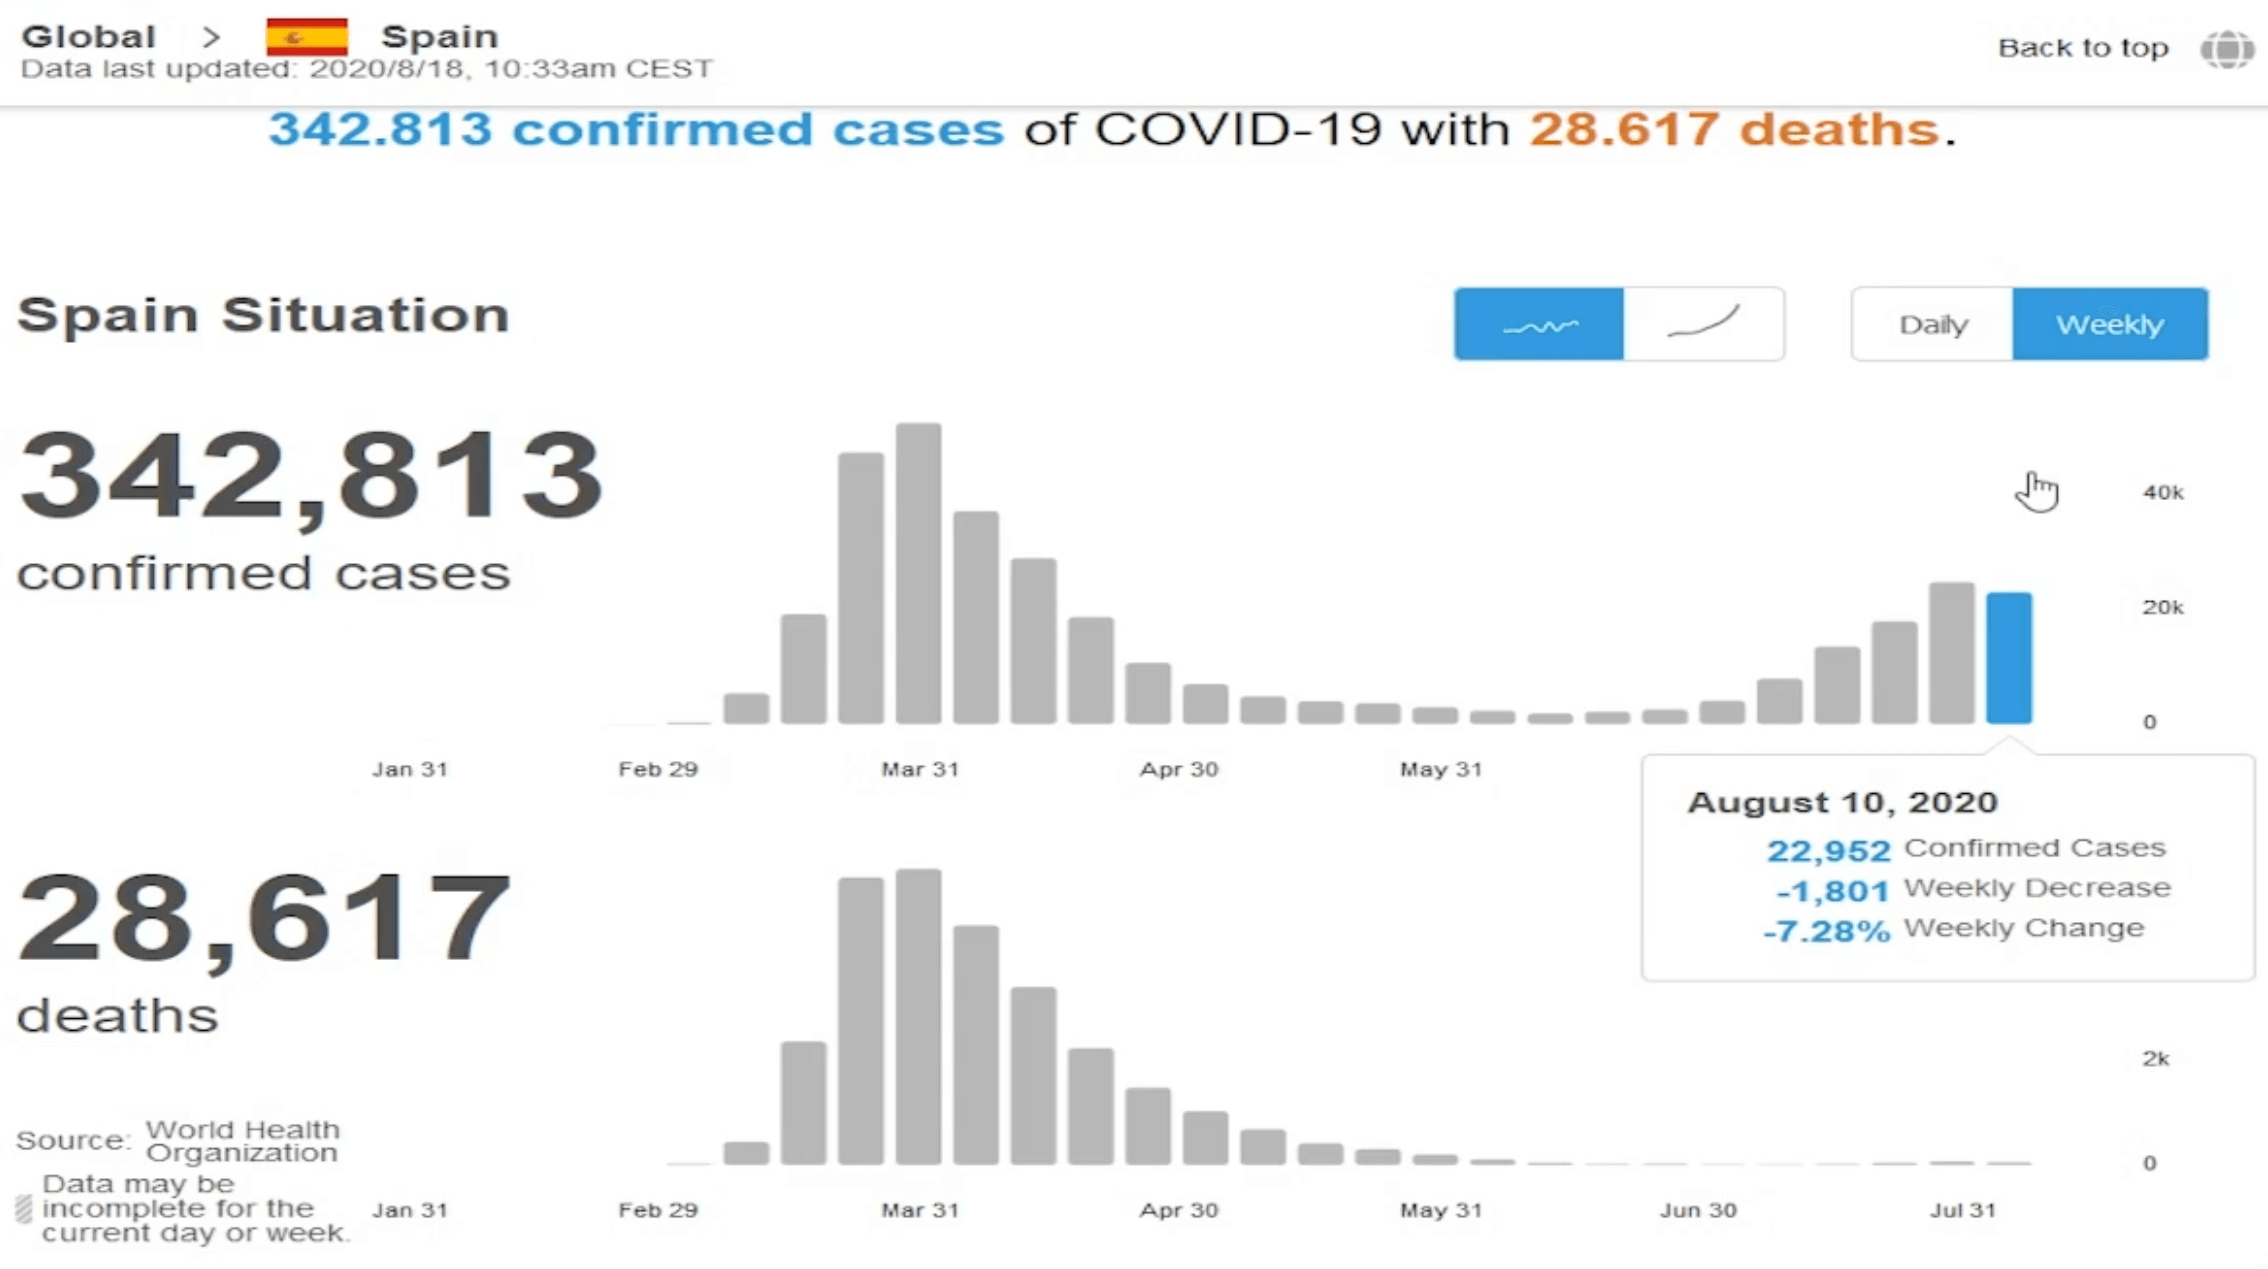 Global > Spain
Data last updated: 2020/8/18, 10:33am CEST
Back to top
342.813 confirmed cases of COVID-19 with 28.617 deaths.
Spain Situation
Daily Weekly
342,813
confirmed cases
40k
20k
0
Jan 31 Feb 29 Mar 31 Apr 30 May 31
August 10, 2020
22,952 Confirmed Cases
-1,801 Weekly Decrease
-7.28% Weekly Change
28,617
deaths
2k
0
Jan 31 Feb 29 Mar 31 Apr 30 May 31 Jun 30 Jul 31
Source: World Health
Organization
Data may be
incomplete for the
current day or week.